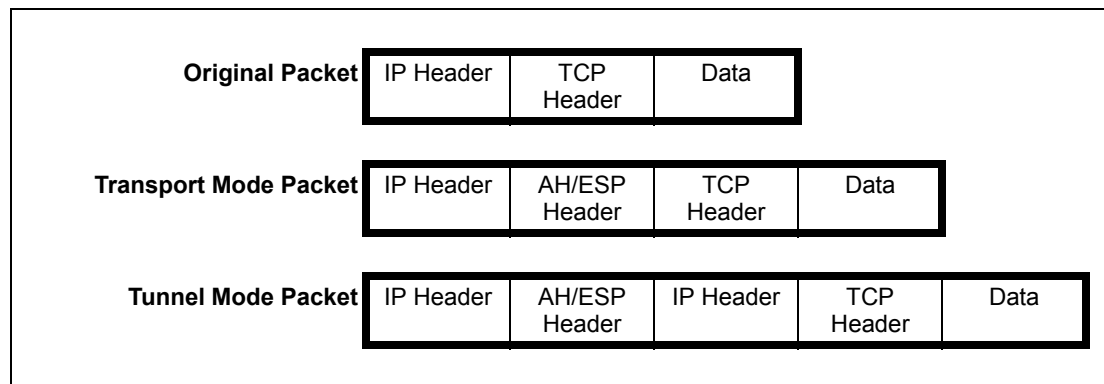 Original Packet IP Header TCP Data
Header
Transport Mode Packet IP Header AH/ESP TCP Data
Header Header
Tunnel Mode Packet IP Header AH/ESP IP Header TCP Data
Header Header